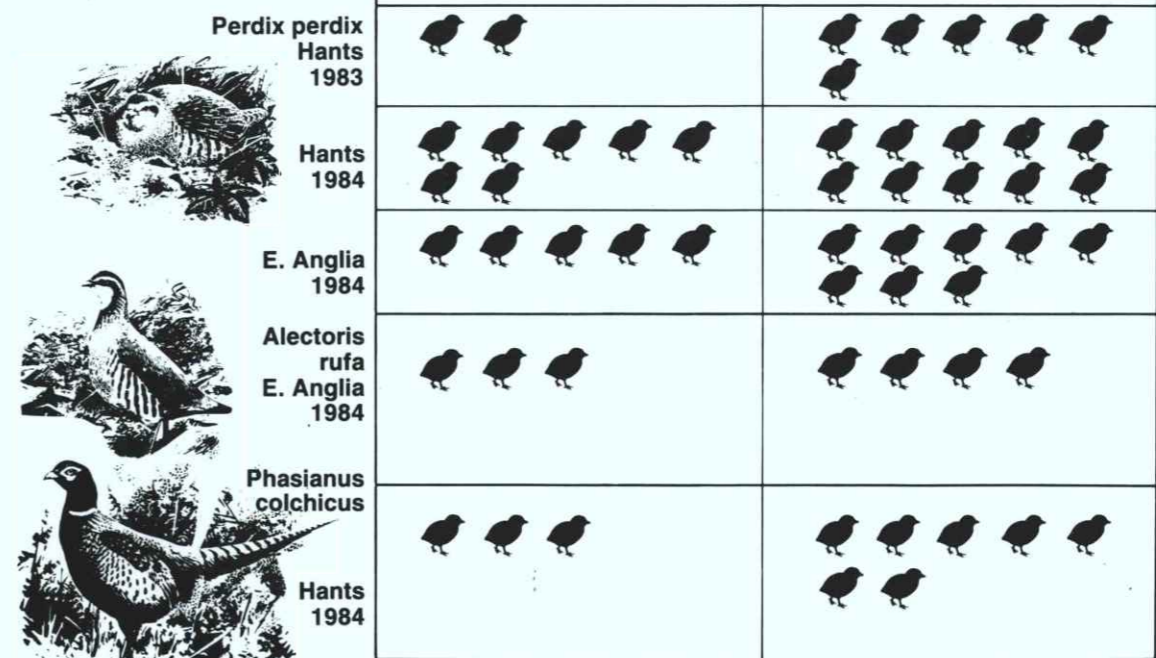 Perdix perdix
Hants
1983
Hants
1984
E. Anglia
1984
Alectoris
rufa
E. Anglia
1984
Phasianus
colchicus
Hants
1984